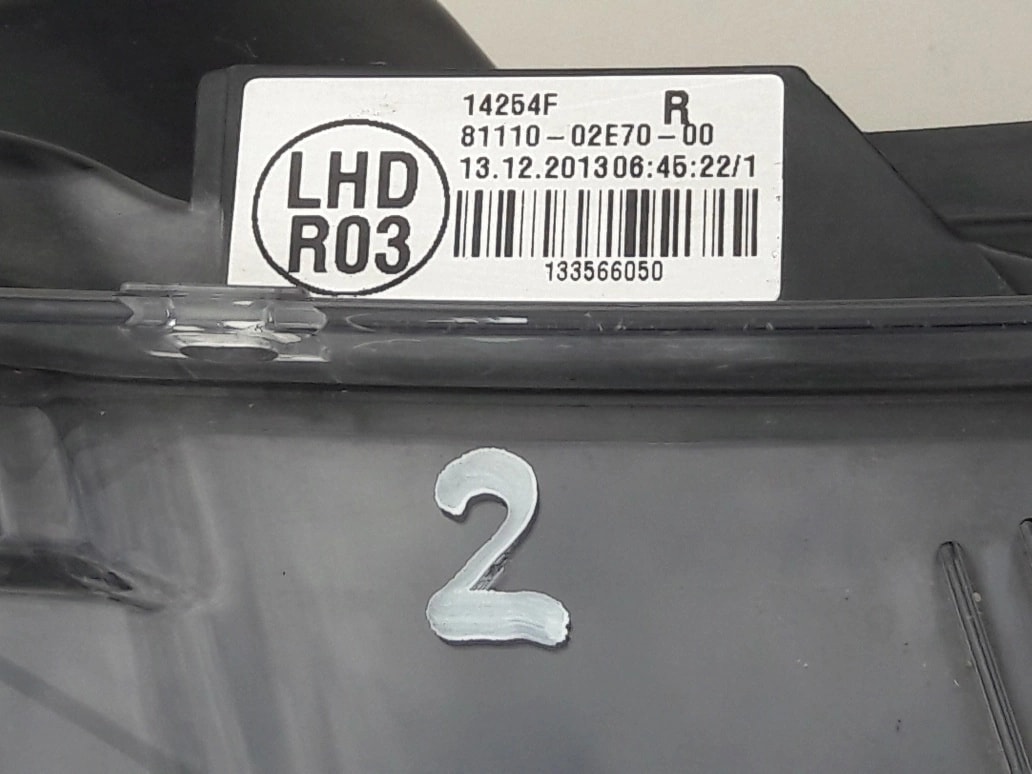 14254F R
81110-02E70-00
13.12.2013 06:45:22/1
LHD
R03
133566050
2